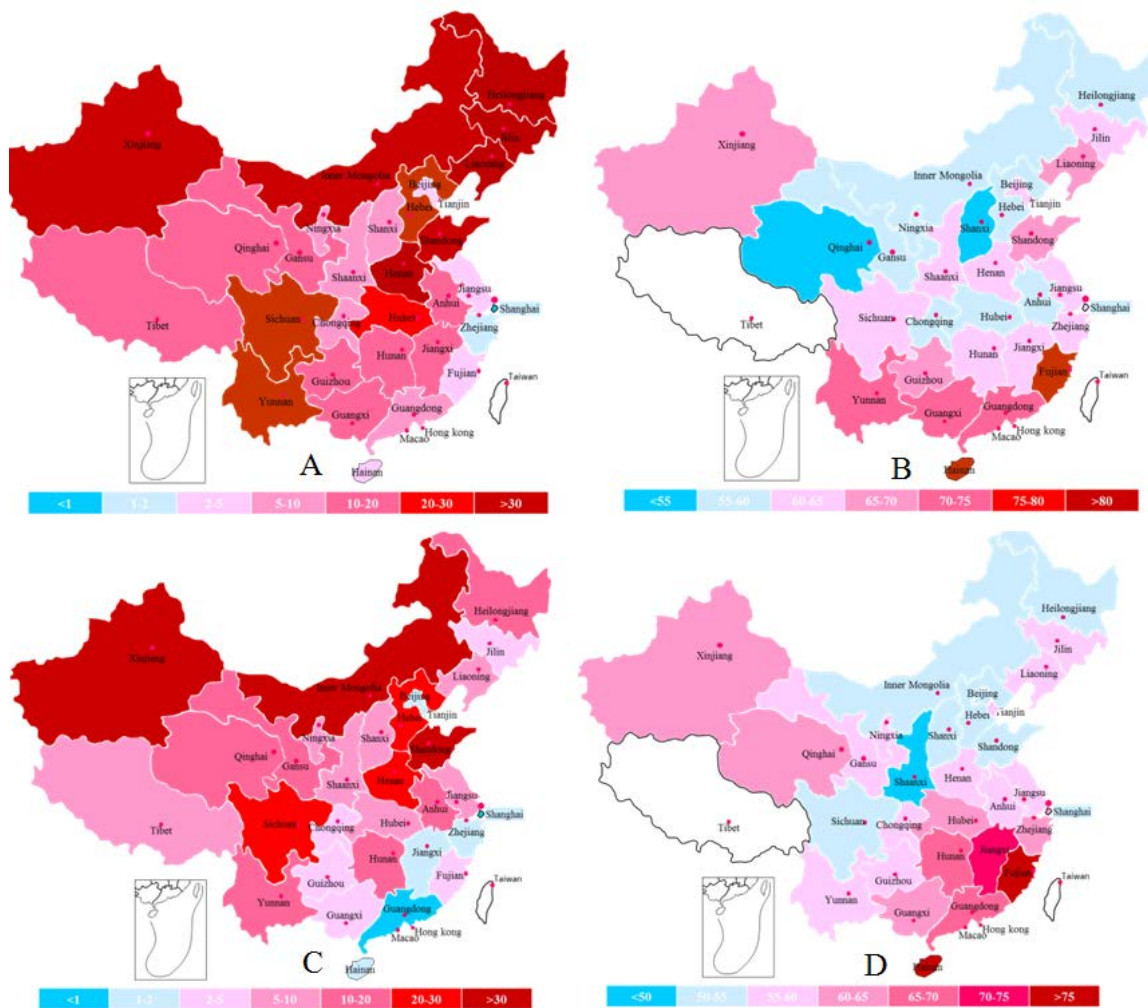 Heilongjiang
Xinjiang
Jilin
Liaoning
Inner Mongolia
Beijing
Tianjin
Hebei
Ningxia
Shanxi
Shandong
Qinghai
Gansu
Shaanxi
Henan
Jiangsu
Anhui
Shanghai
Tibet
Sichuan
Chongqing
Hubei
Zhejiang
Hunan
Jiangxi
Guizhou
Fujian
Yunnan
Taiwan
Guangxi
Guangdong
Macao
Hong kong
Hainan
A
<1 1-2 2-5 5-10 10-20 20-30 >30
Heilongjiang
Xinjiang
Jilin
Liaoning
Inner Mongolia
Beijing
Tianjin
Hebei
Ningxia
Shanxi
Shandong
Qinghai
Gansu
Shaanxi
Henan
Jiangsu
Anhui
Shanghai
Tibet
Sichuan
Chongqing
Hubei
Zhejiang
Hunan
Jiangxi
Guizhou
Fujian
Yunnan
Taiwan
Guangxi
Guangdong
Macao
Hong kong
Hainan
B
<55 55-60 60-65 65-70 70-75 75-80 >80
Heilongjiang
Xinjiang
Jilin
Liaoning
Inner Mongolia
Beijing
Tianjin
Hebei
Ningxia
Shanxi
Shandong
Qinghai
Gansu
Shaanxi
Henan
Jiangsu
Anhui
Shanghai
Tibet
Sichuan
Chongqing
Hubei
Zhejiang
Hunan
Jiangxi
Guizhou
Fujian
Yunnan
Taiwan
Guangxi
Guangdong
Macao
Hong kong
Hainan
C
<1 1-2 2-5 5-10 10-20 20-30 >30
Heilongjiang
Xinjiang
Jilin
Liaoning
Inner Mongolia
Beijing
Tianjin
Hebei
Ningxia
Shanxi
Shandong
Qinghai
Gansu
Shaanxi
Henan
Jiangsu
Anhui
Shanghai
Tibet
Sichuan
Chongqing
Hubei
Zhejiang
Hunan
Jiangxi
Guizhou
Fujian
Yunnan
Taiwan
Guangxi
Guangdong
Macao
Hong kong
Hainan
D
<50 50-55 55-60 60-65 65-70 70-75 >75